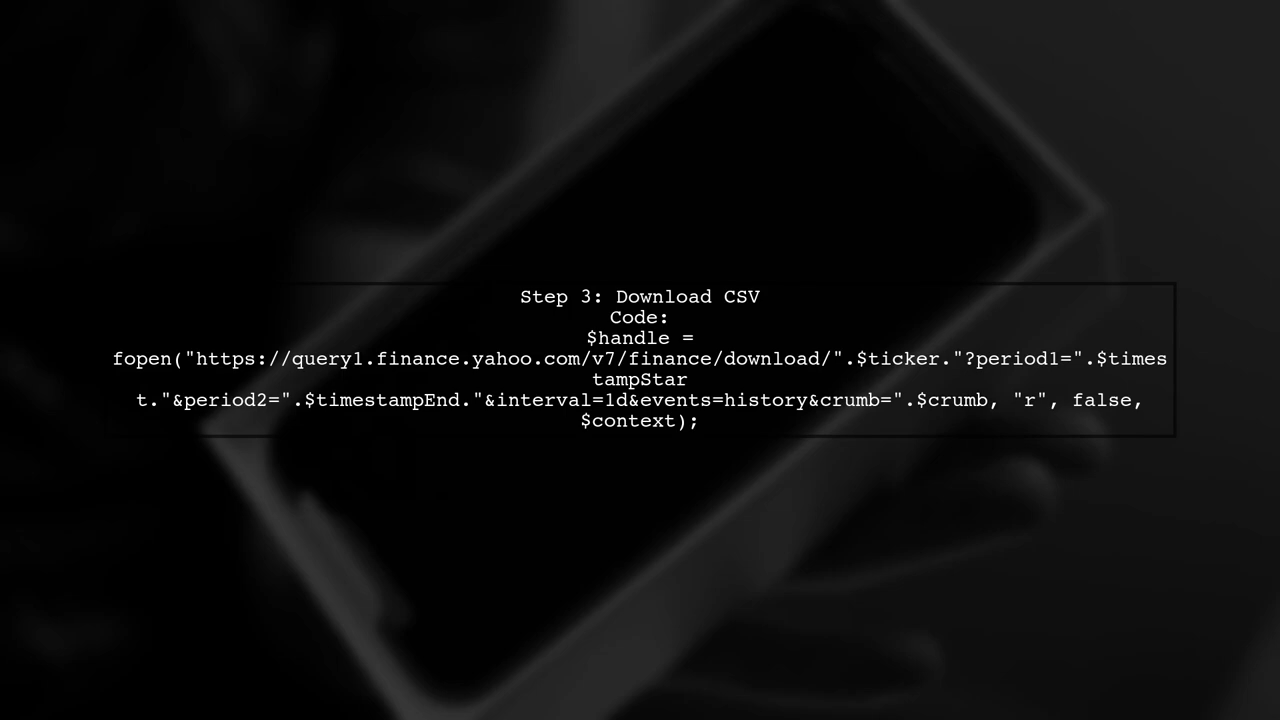 Step 3: Download CSV
Code:
$handle =
fopen("https://query1.finance.yahoo.com/v7/finance/download/".$ticker."?period1=".$times
tampStar
t."&period2=".$timestampEnd."&interval=1d&events=history&crumb=".$crumb, "r", false,
$context);